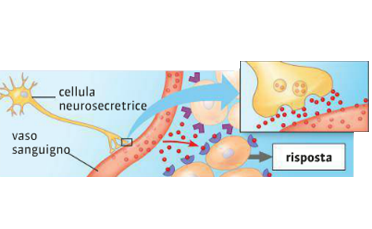 cellula
neurosecretrice
vaso
sanguigno
risposta